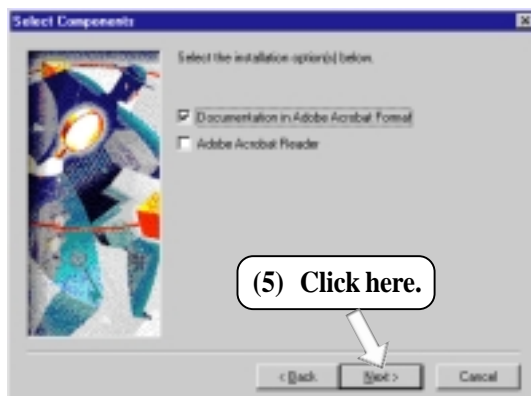 Select Components
Select the installation option(s) below.
Documentation in Adobe Acrobat Format
Adobe Acrobat Reader
(5) Click here.
< Back
Next >
Cancel